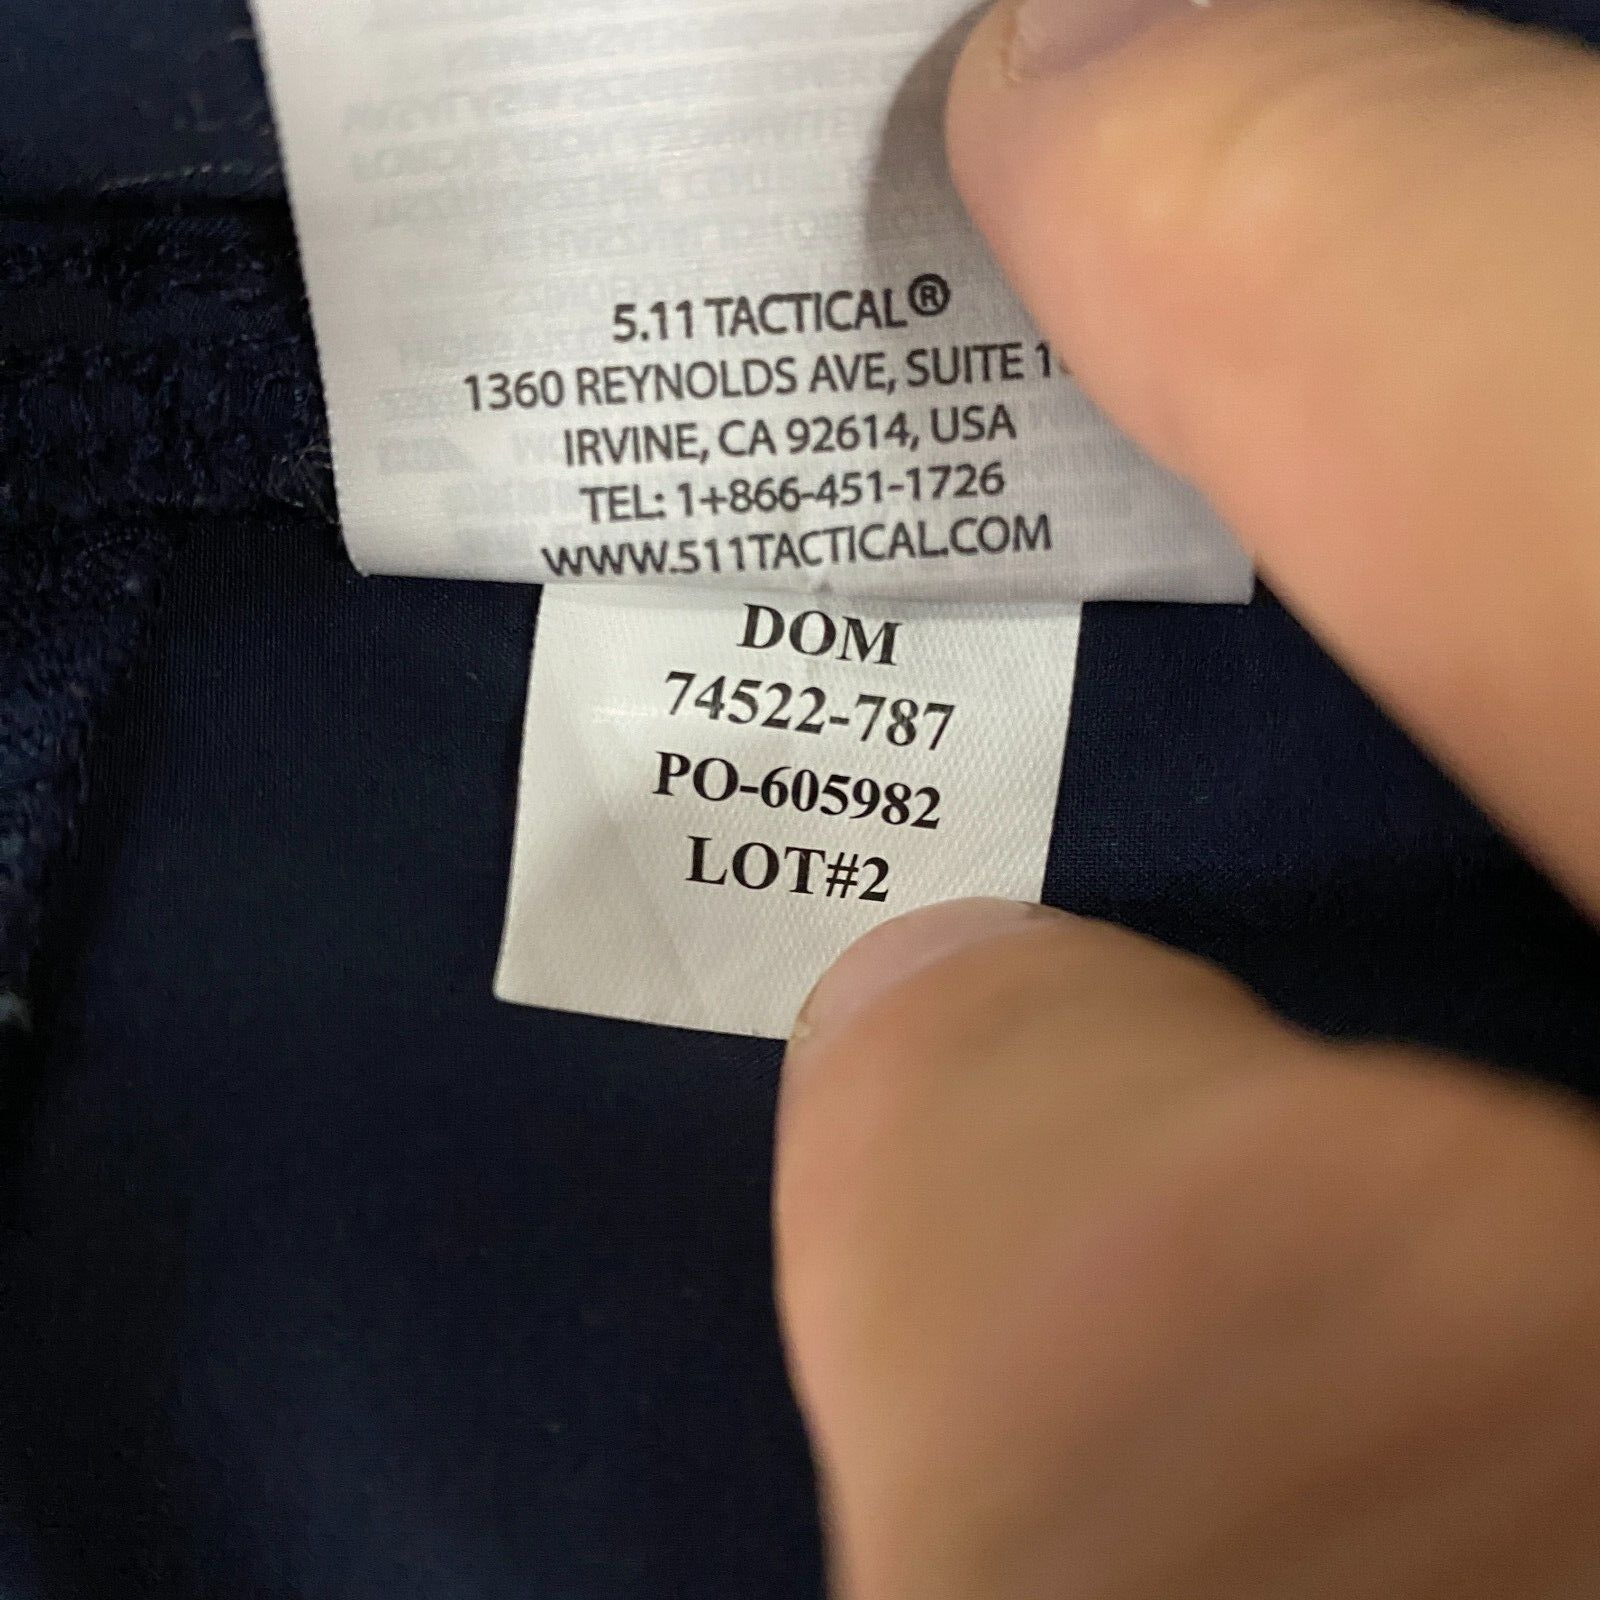 5.11 TACTICAL®
1360 REYNOLDS AVE, SUITE
IRVINE, CA 92614, USA
TEL: 1+866-451-1726
WWW.511TACTICAL.COM
DOM
74522-787
PO-605982
LOT#2